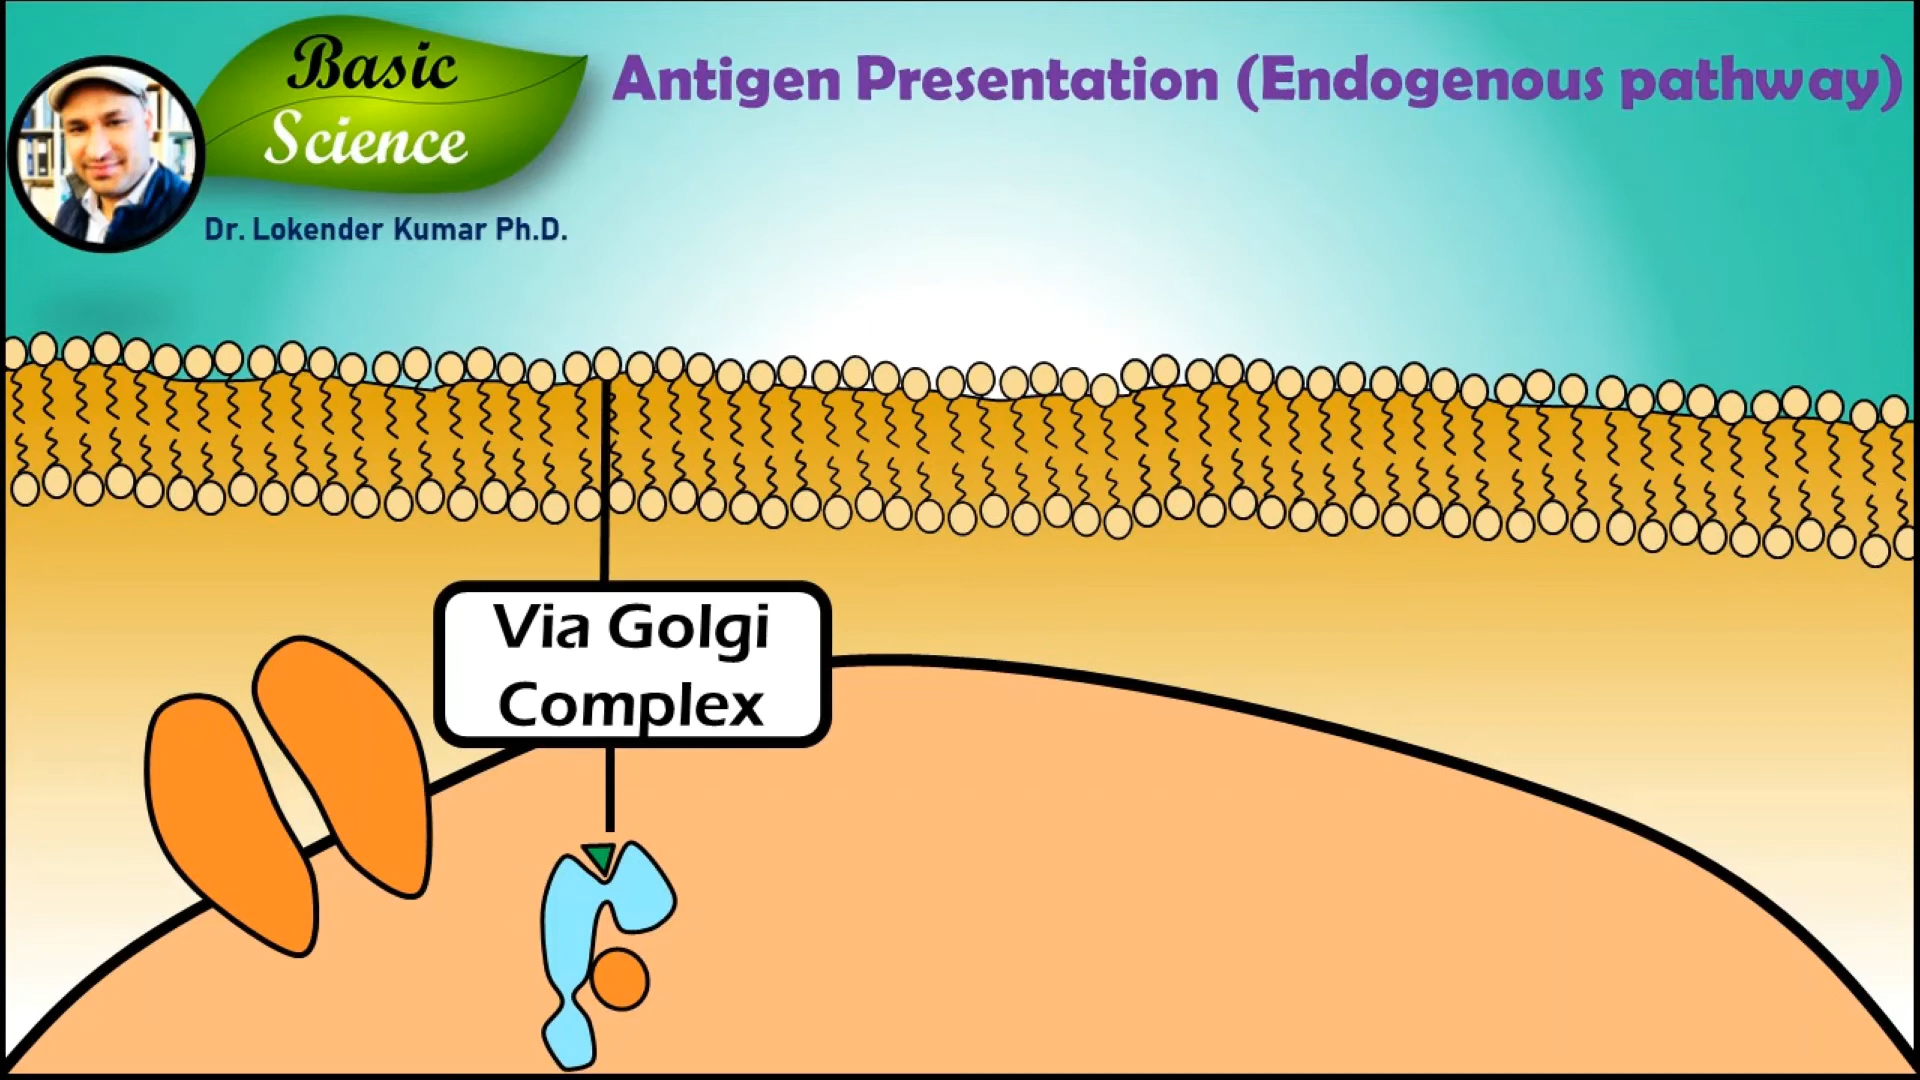 Basic
Science
Antigen Presentation (Endogenous pathway)
Dr. Lokender Kumar Ph.D.
Via Golgi
Complex